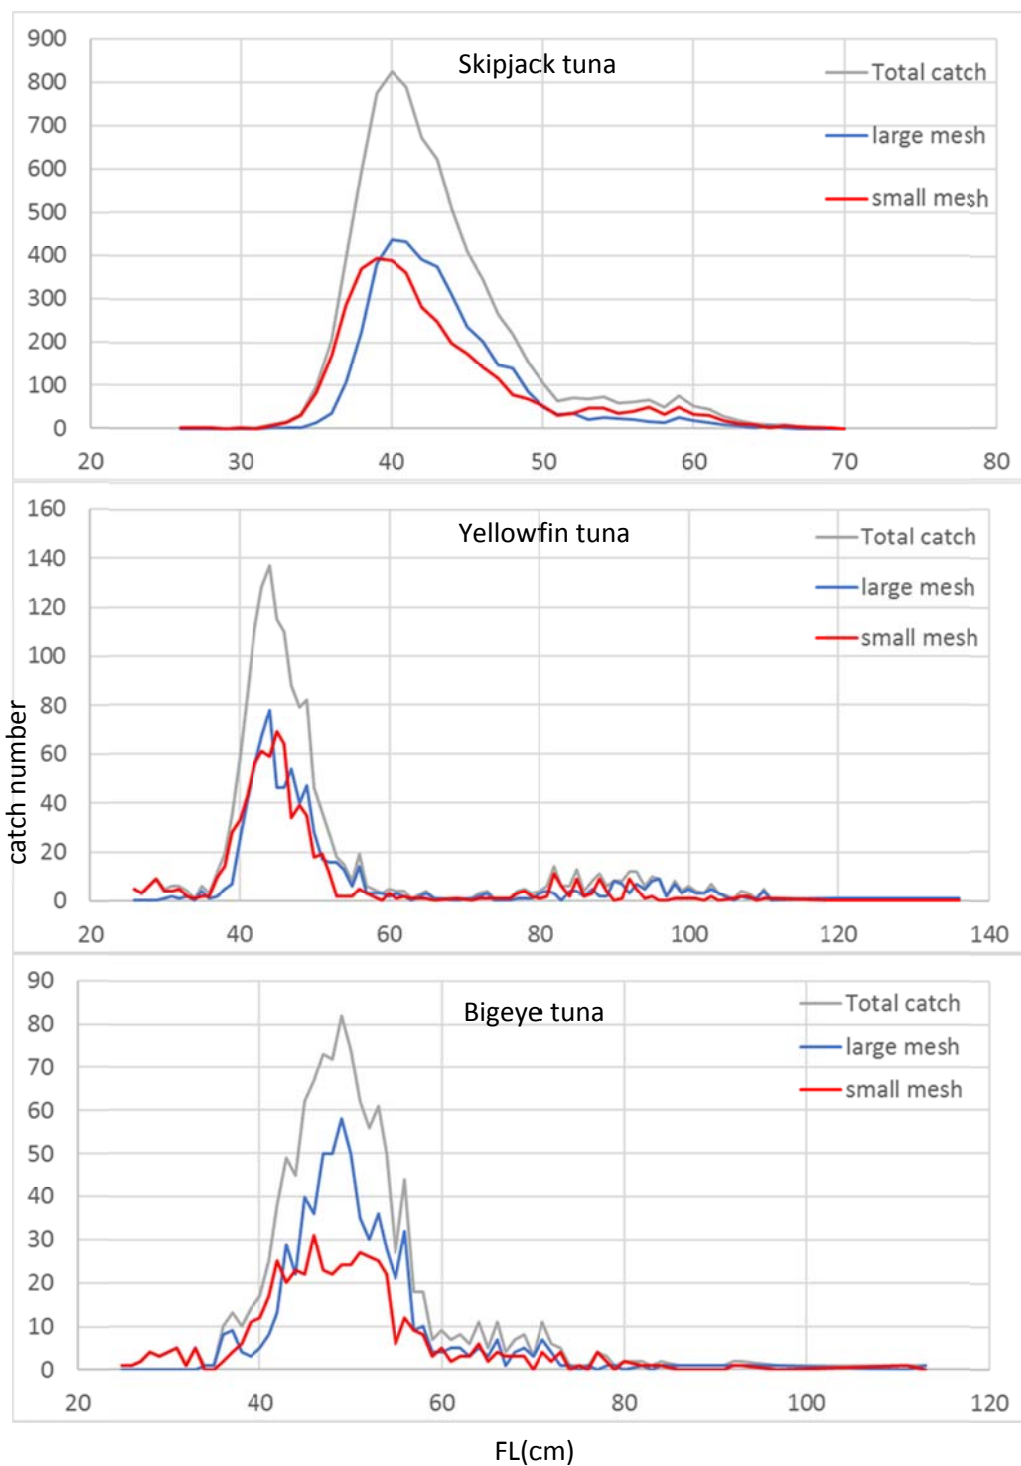 900
Skipjack tuna
800
Total catch
700
large mesh
600
small mesh
500
400
300
200
100
0
20 30 40 50 60 70 80
160
Yellowfin tuna
Total catch
140
large mesh
120
small mesh
100
80
60
40
20
0
20 40 60 80 100 120 140
catch number
90
Bigeye tuna
Total catch
80
large mesh
70
small mesh
60
50
40
30
20
10
0
20 40 60 80 100 120
FL(cm)